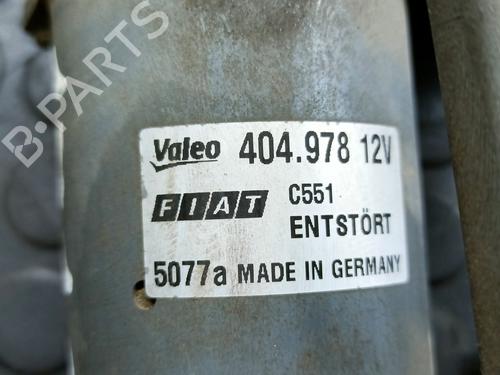 B-PARTS
Valeo 404.978 12V
FIAT C551
ENTSTÖRT
5077a MADE IN GERMANY